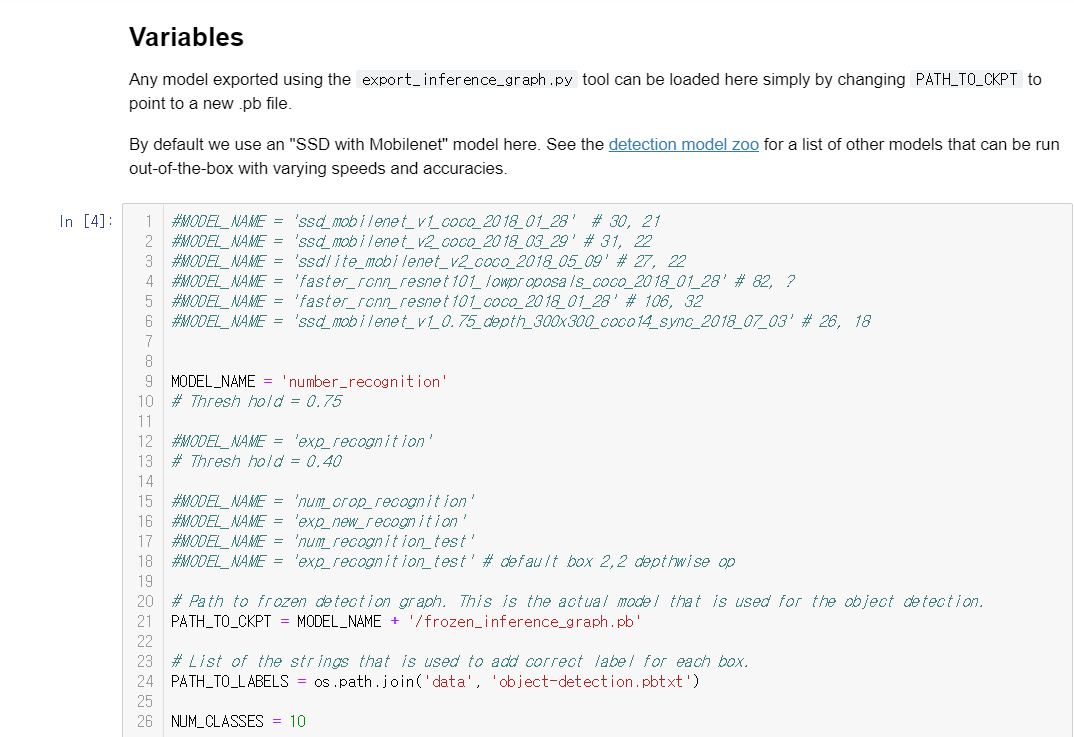 Variables
Any model exported using the export_inference_graph.py tool can be loaded here simply by changing PATH_TO_CKPT to
point to a new .pb file.
By default we use an "SSD with Mobilenet" model here. See the detection model zoo for a list of other models that can be run
out-of-the-box with varying speeds and accuracies.
In [4]:
1 #MODEL_NAME = 'ssd_mobilenet_v1_coco_2018_01_28'  # 30, 21
2 #MODEL_NAME = 'ssd_mobilenet_v2_coco_2018_03_29' # 31, 22
3 #MODEL_NAME = 'ssdlite_mobilenet_v2_coco_2018_05_09' # 27, 22
4 #MODEL_NAME = 'faster_rcnn_resnet101_lowproposals_coco_2018_01_28' # 82, ?
5 #MODEL_NAME = 'faster_rcnn_resnet101_coco_2018_01_28' # 106, 32
6 #MODEL_NAME = 'ssd_mobilenet_v1_0.75_depth_300x300_coco14_sync_2018_07_03' # 26, 18
7
8
9 MODEL_NAME = 'number_recognition'
10 # Thresh hold = 0.75
11
12 #MODEL_NAME = 'exp_recognition'
13 # Thresh hold = 0.40
14
15 #MODEL_NAME = 'num_crop_recognition'
16 #MODEL_NAME = 'exp_new_recognition'
17 #MODEL_NAME = 'num_recognition_test'
18 #MODEL_NAME = 'exp_recognition_test' # default box 2,2 depthwise op
19
20 # Path to frozen detection graph. This is the actual model that is used for the object detection.
21 PATH_TO_CKPT = MODEL_NAME + '/frozen_inference_graph.pb'
22
23 # List of the strings that is used to add correct label for each box.
24 PATH_TO_LABELS = os.path.join('data', 'object-detection.pbtxt')
25
26 NUM_CLASSES = 10